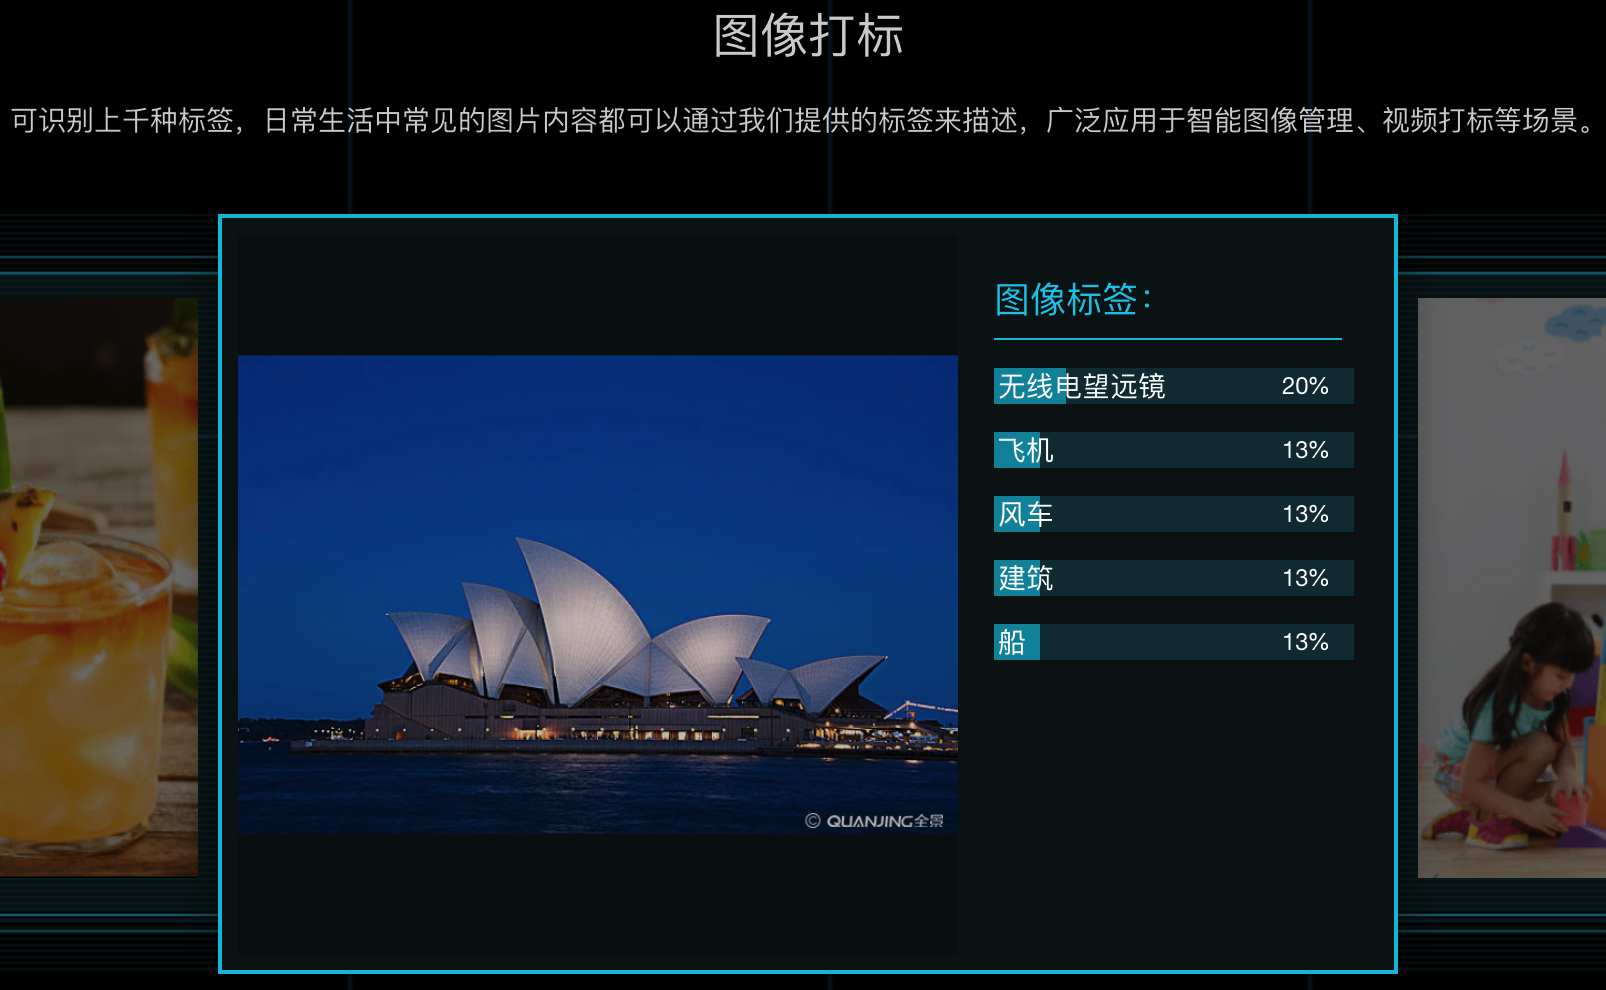 图像打标
可识别上千种标签，日常生活中常见的图片内容都可以通过我们提供的标签来描述，广泛应用于智能图像管理、视频打标等场景。
图像标签：
无线电望远镜 20%
飞机 13%
风车 13%
建筑 13%
船 13%
© QUANJING全景